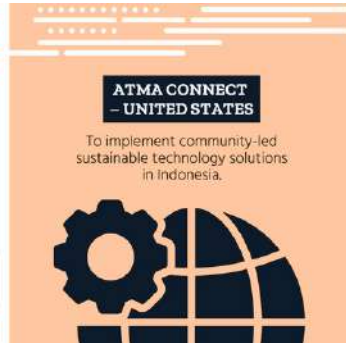 ATMA CONNECT
– UNITED STATES
To implement community-led
sustainable technology solutions
in Indonesia.